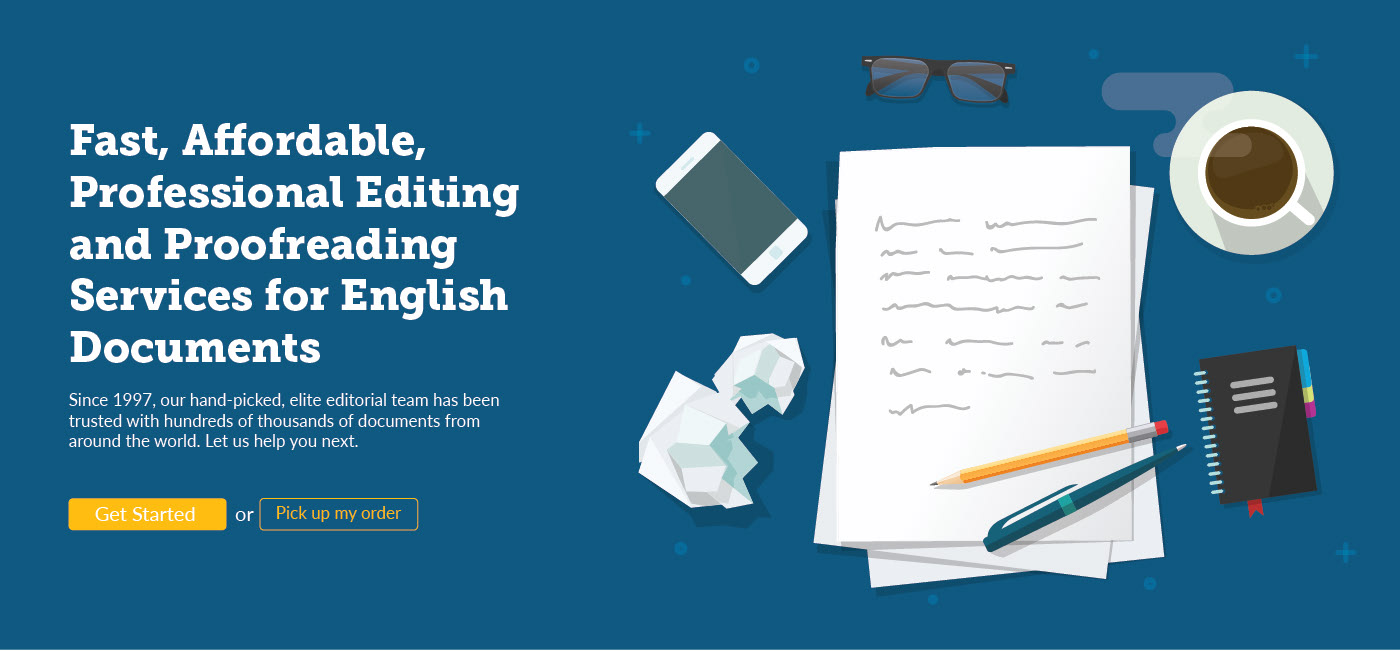 Fast, Affordable,
Professional Editing
and Proofreading
Services for English
Documents
Since 1997, our hand-picked, elite editorial team has been
trusted with hundreds of thousands of documents from
around the world. Let us help you next.
Get Started or Pick up my order